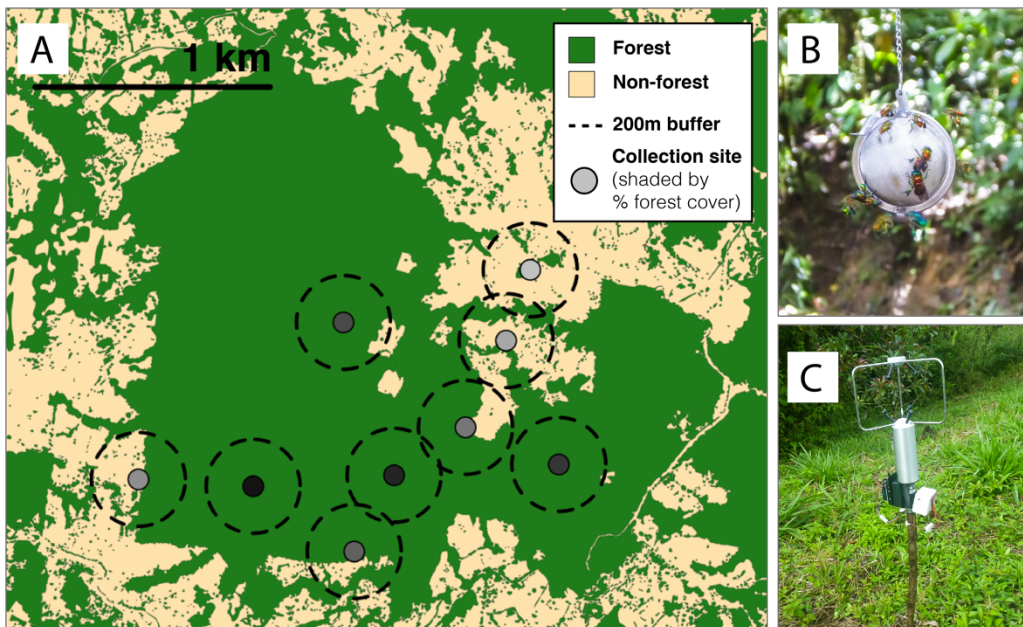 A
1 km
Forest
Non-forest
200m buffer
Collection site
(shaded by
% forest cover)
B
C